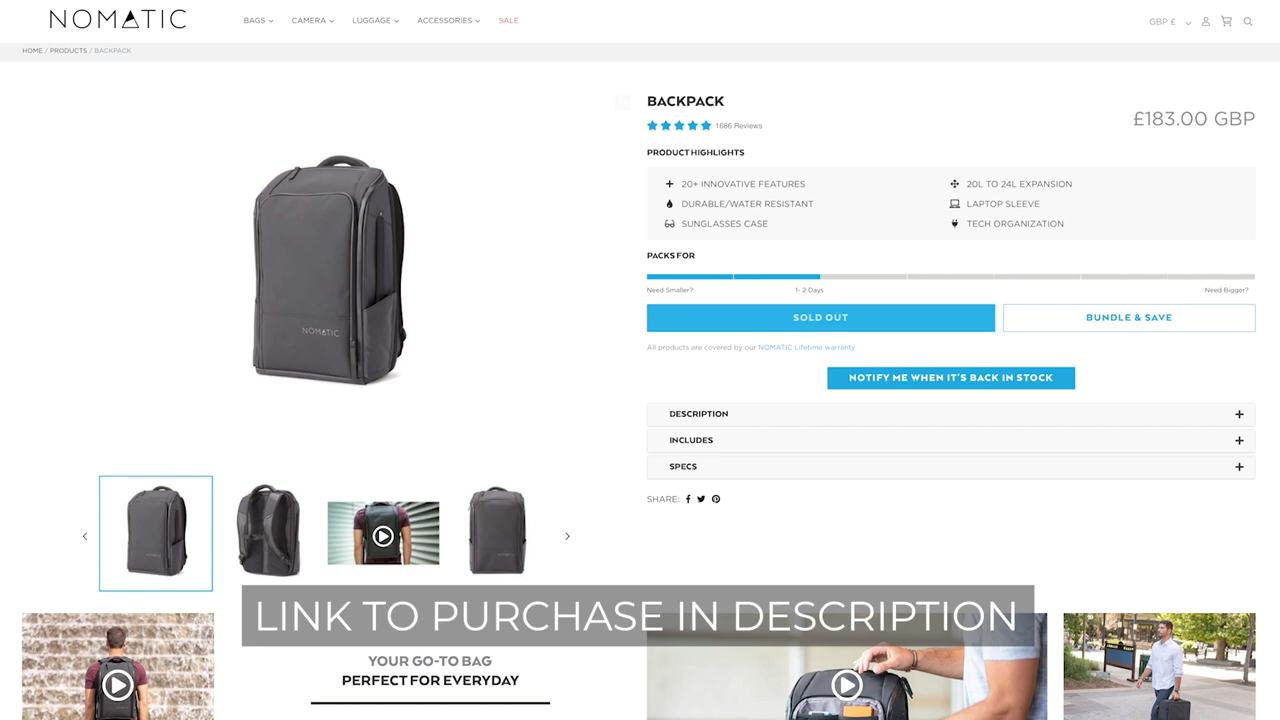 NOMATIC
BAGS
CAMERA
LUGGAGE
ACCESSORIES
SALE
GBP £
HOME / PRODUCTS / BACKPACK
BACKPACK
1686 Reviews
£183.00 GBP
PRODUCT HIGHLIGHTS
20+ INNOVATIVE FEATURES
20L TO 24L EXPANSION
DURABLE/WATER RESISTANT
LAPTOP SLEEVE
SUNGLASSES CASE
TECH ORGANIZATION
PACKS FOR
Need Smaller?
1- 2 Days
Need Bigger?
SOLD OUT
BUNDLE & SAVE
All products are covered by our NOMATIC Lifetime warranty
NOTIFY ME WHEN IT'S BACK IN STOCK
DESCRIPTION
INCLUDES
SPECS
SHARE:
NOMATIC
LINK TO PURCHASE IN DESCRIPTION
YOUR GO-TO BAG
PERFECT FOR EVERYDAY